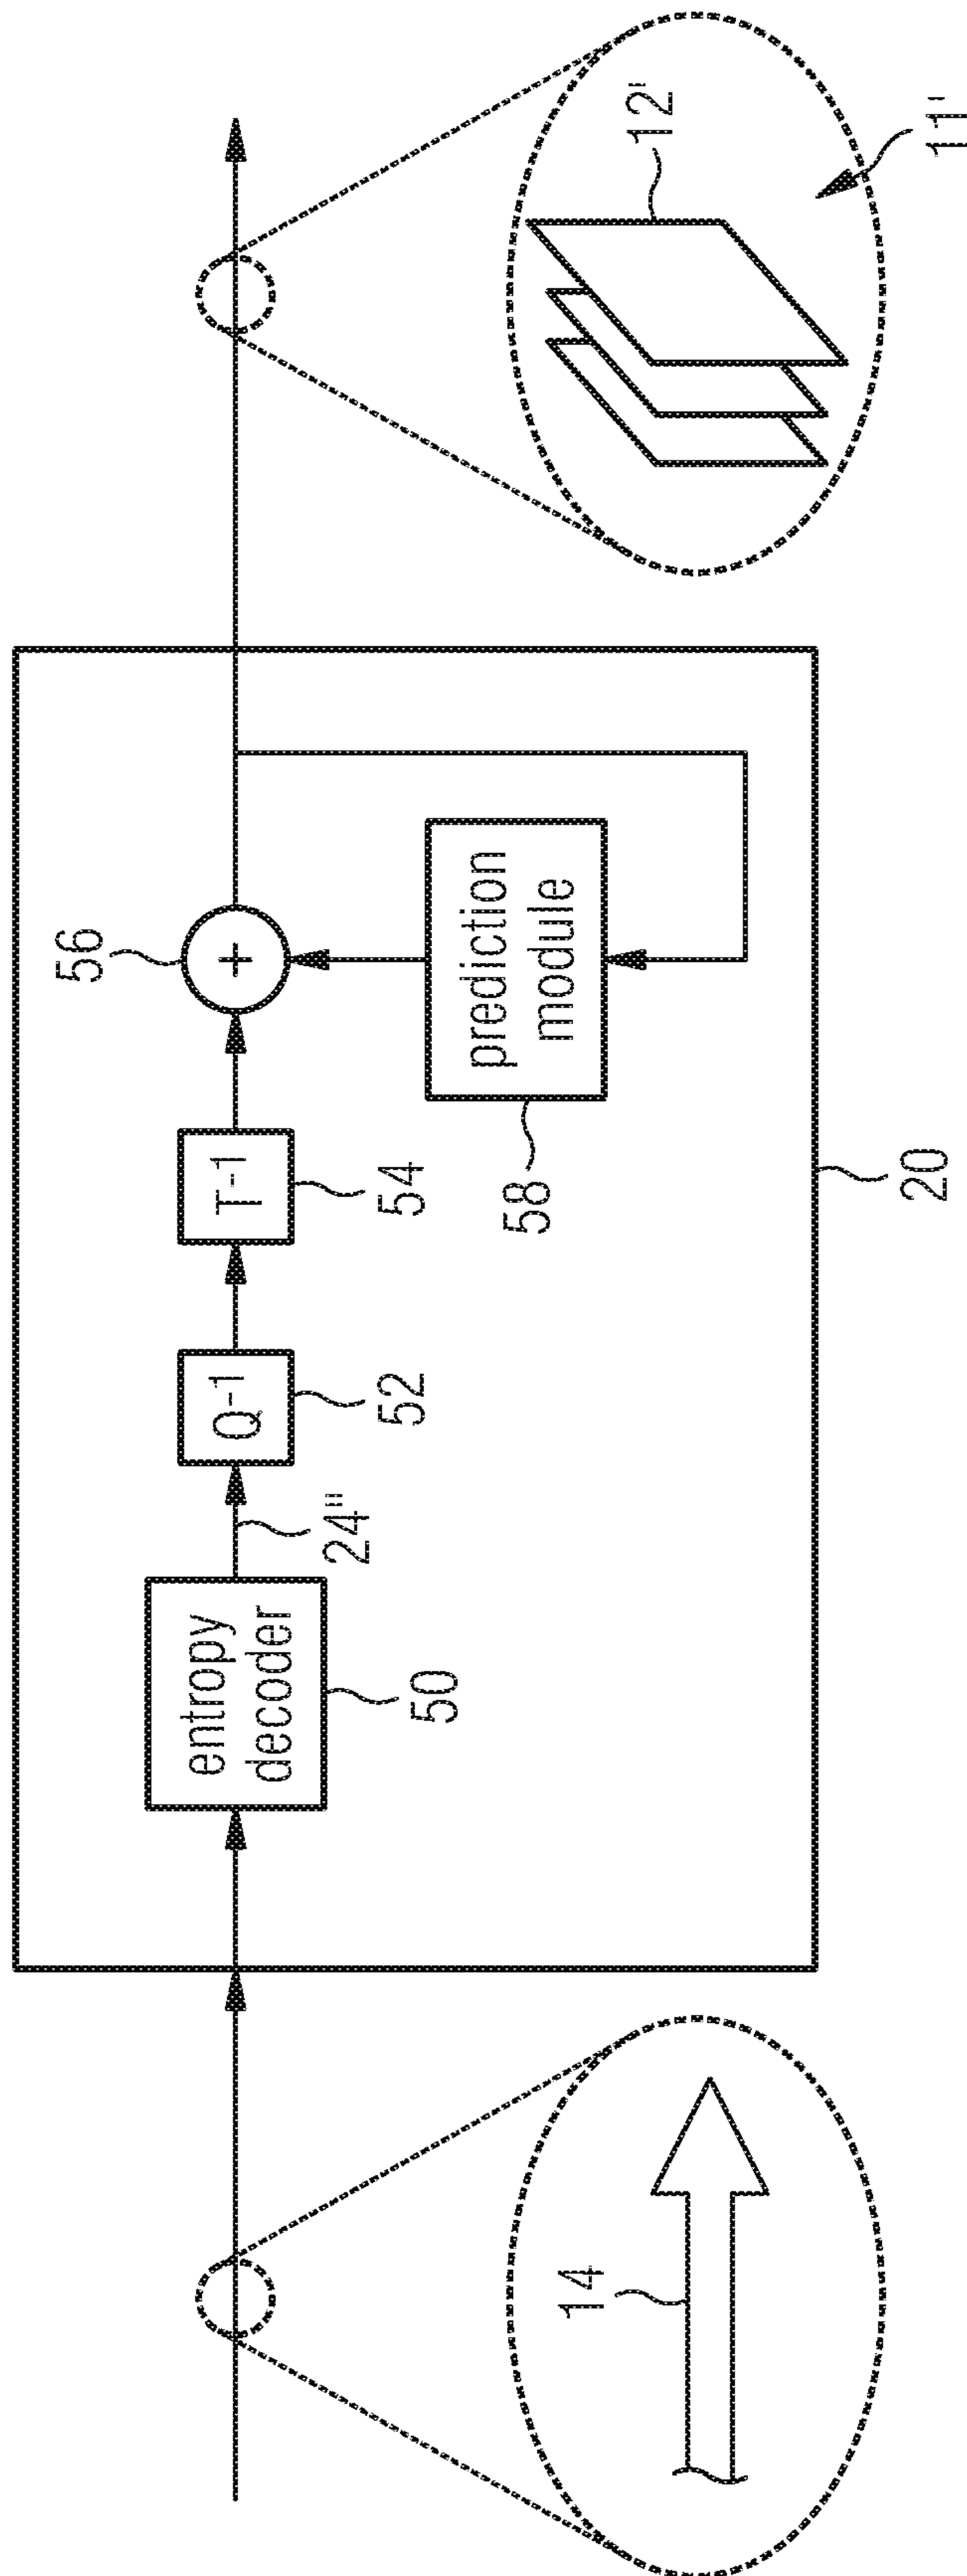 14
entropy
decoder
50
24"
Q-1
52
T-1
54
56
+
prediction
module
58
20
12'
11'